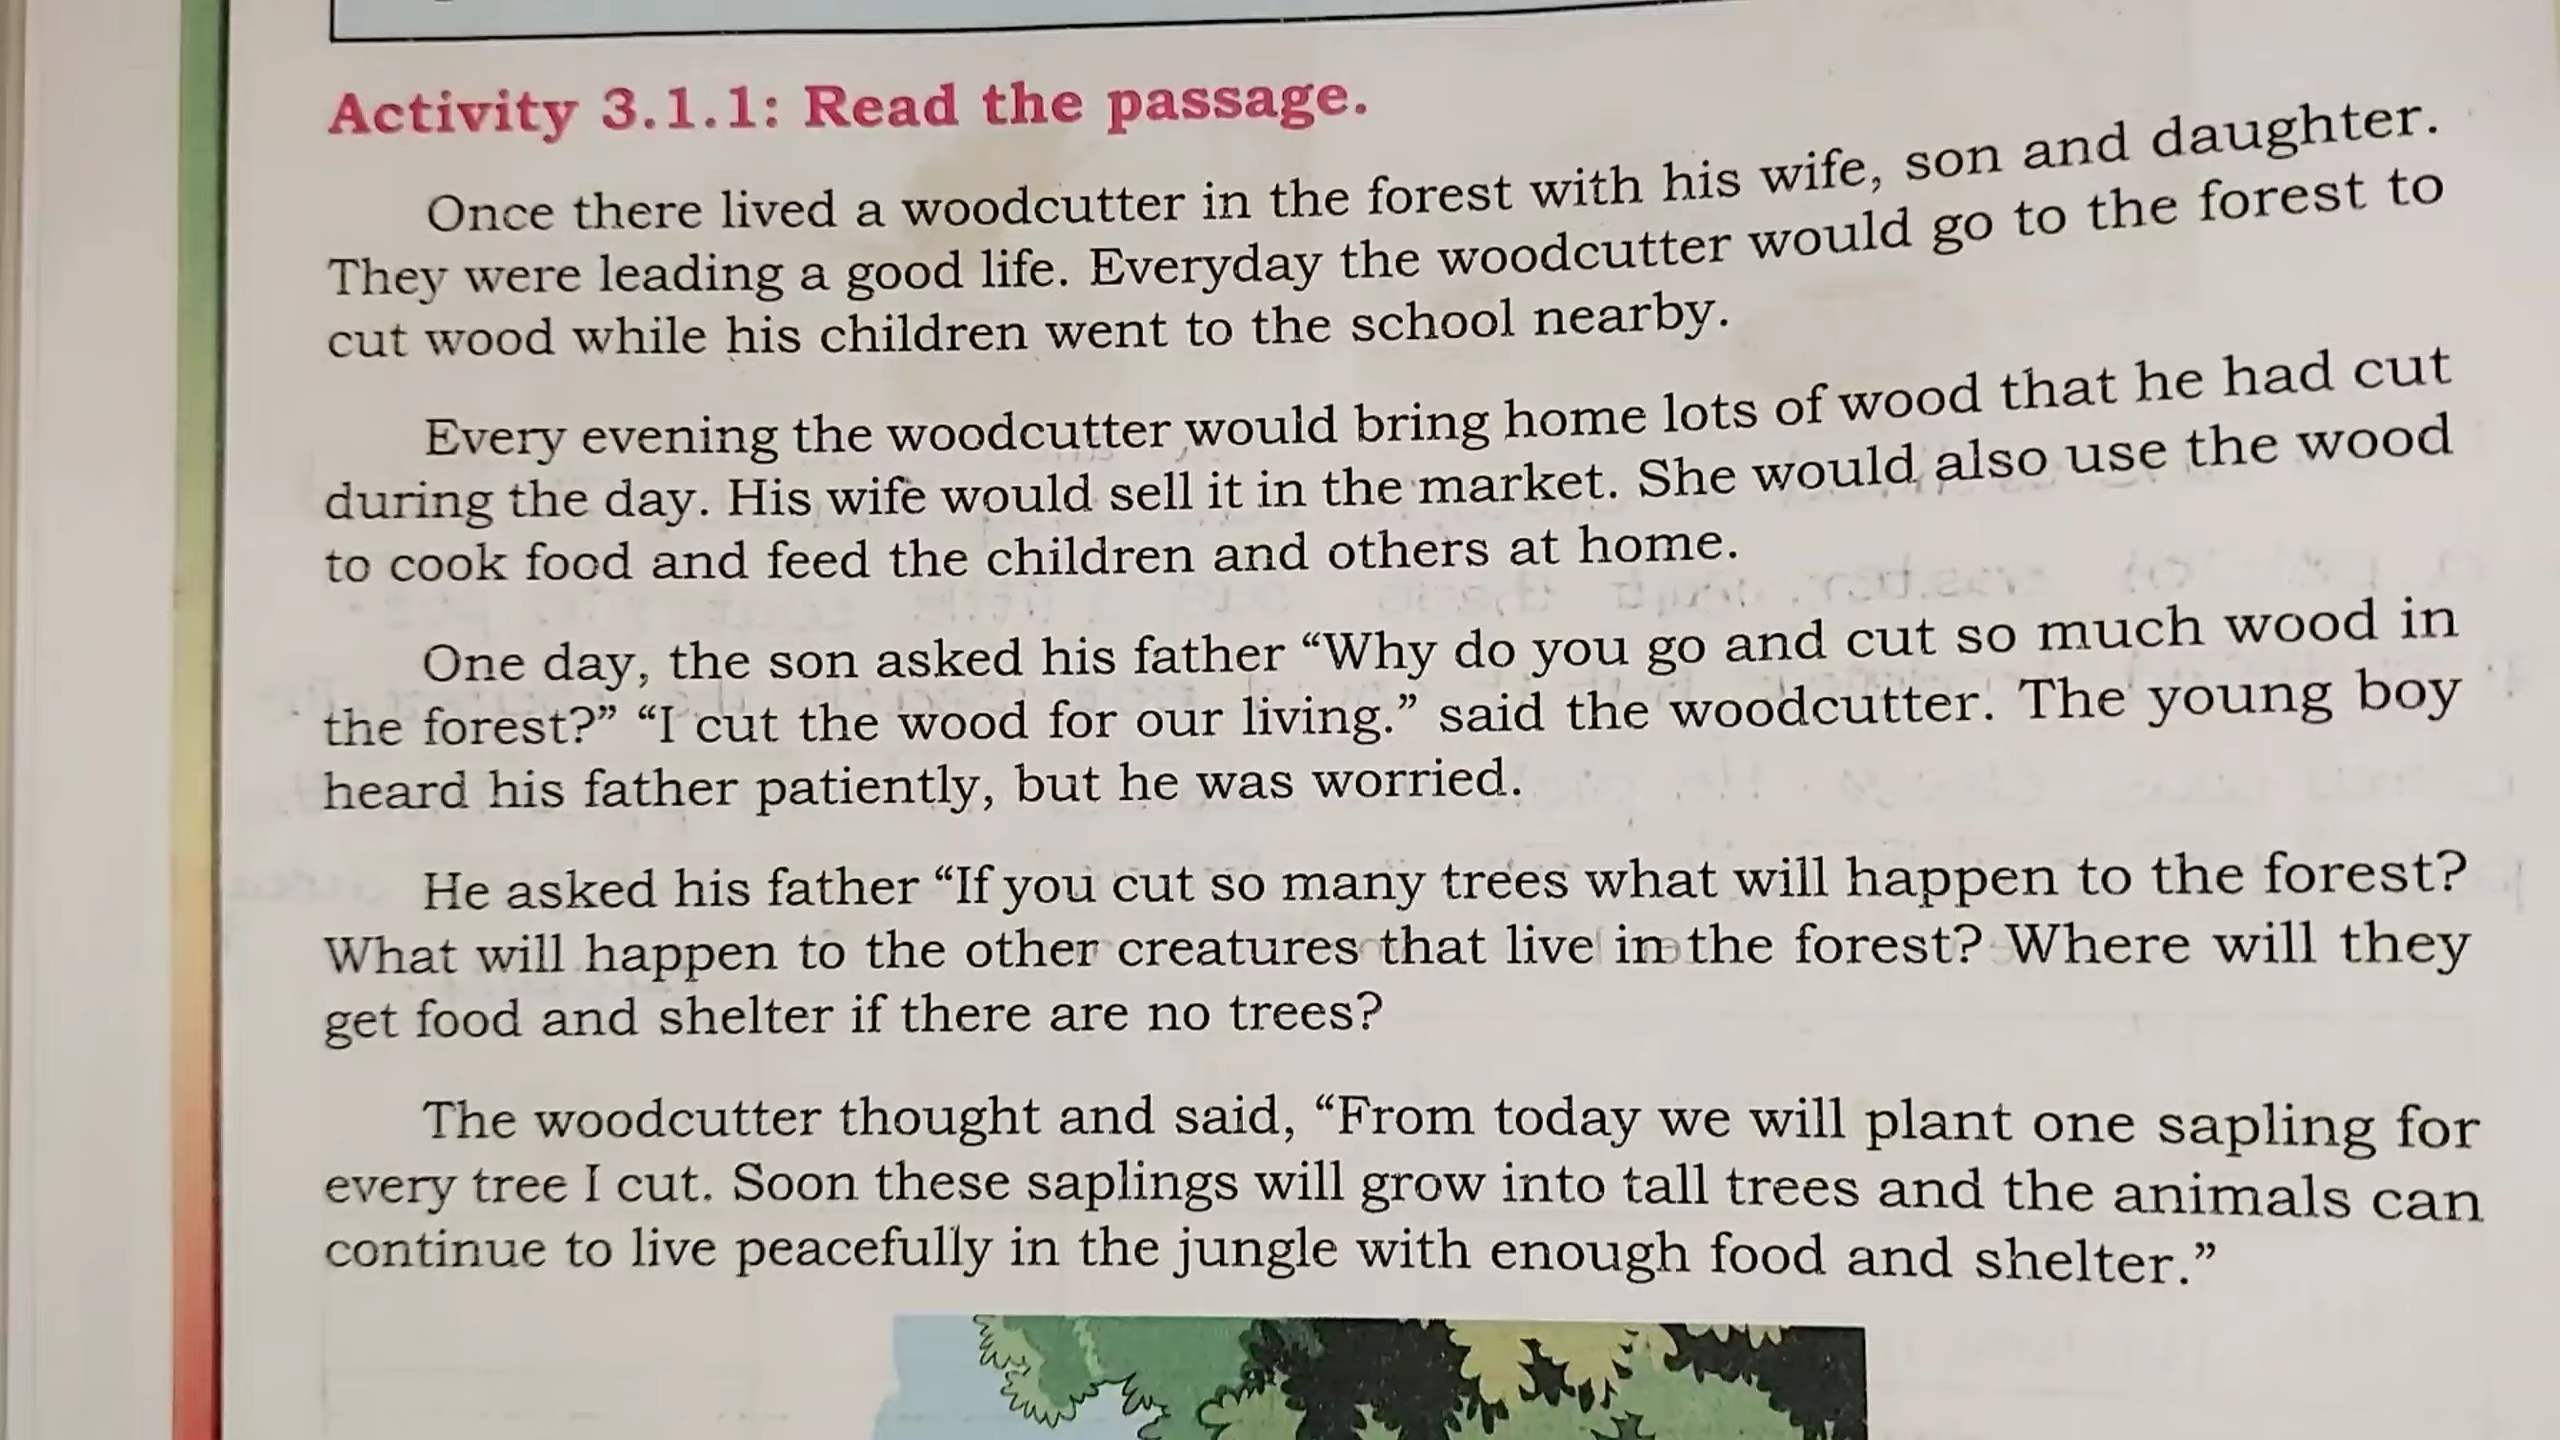 Activity 3.1.1: Read the passage.
Once there lived a woodcutter in the forest with his wife, son and daughter.
They were leading a good life. Everyday the woodcutter would go to the forest to
cut wood while his children went to the school nearby.
Every evening the woodcutter would bring home lots of wood that he had cut
during the day. His wife would sell it in the market. She would also use the wood
to cook food and feed the children and others at home.
One day, the son asked his father “Why do you go and cut so much wood in
the forest?” “I cut the wood for our living.” said the woodcutter. The young boy
heard his father patiently, but he was worried.
He asked his father “If you cut so many trees what will happen to the forest?
What will happen to the other creatures that live in the forest? Where will they
get food and shelter if there are no trees?
The woodcutter thought and said, “From today we will plant one sapling for
every tree I cut. Soon these saplings will grow into tall trees and the animals can
continue to live peacefully in the jungle with enough food and shelter.”